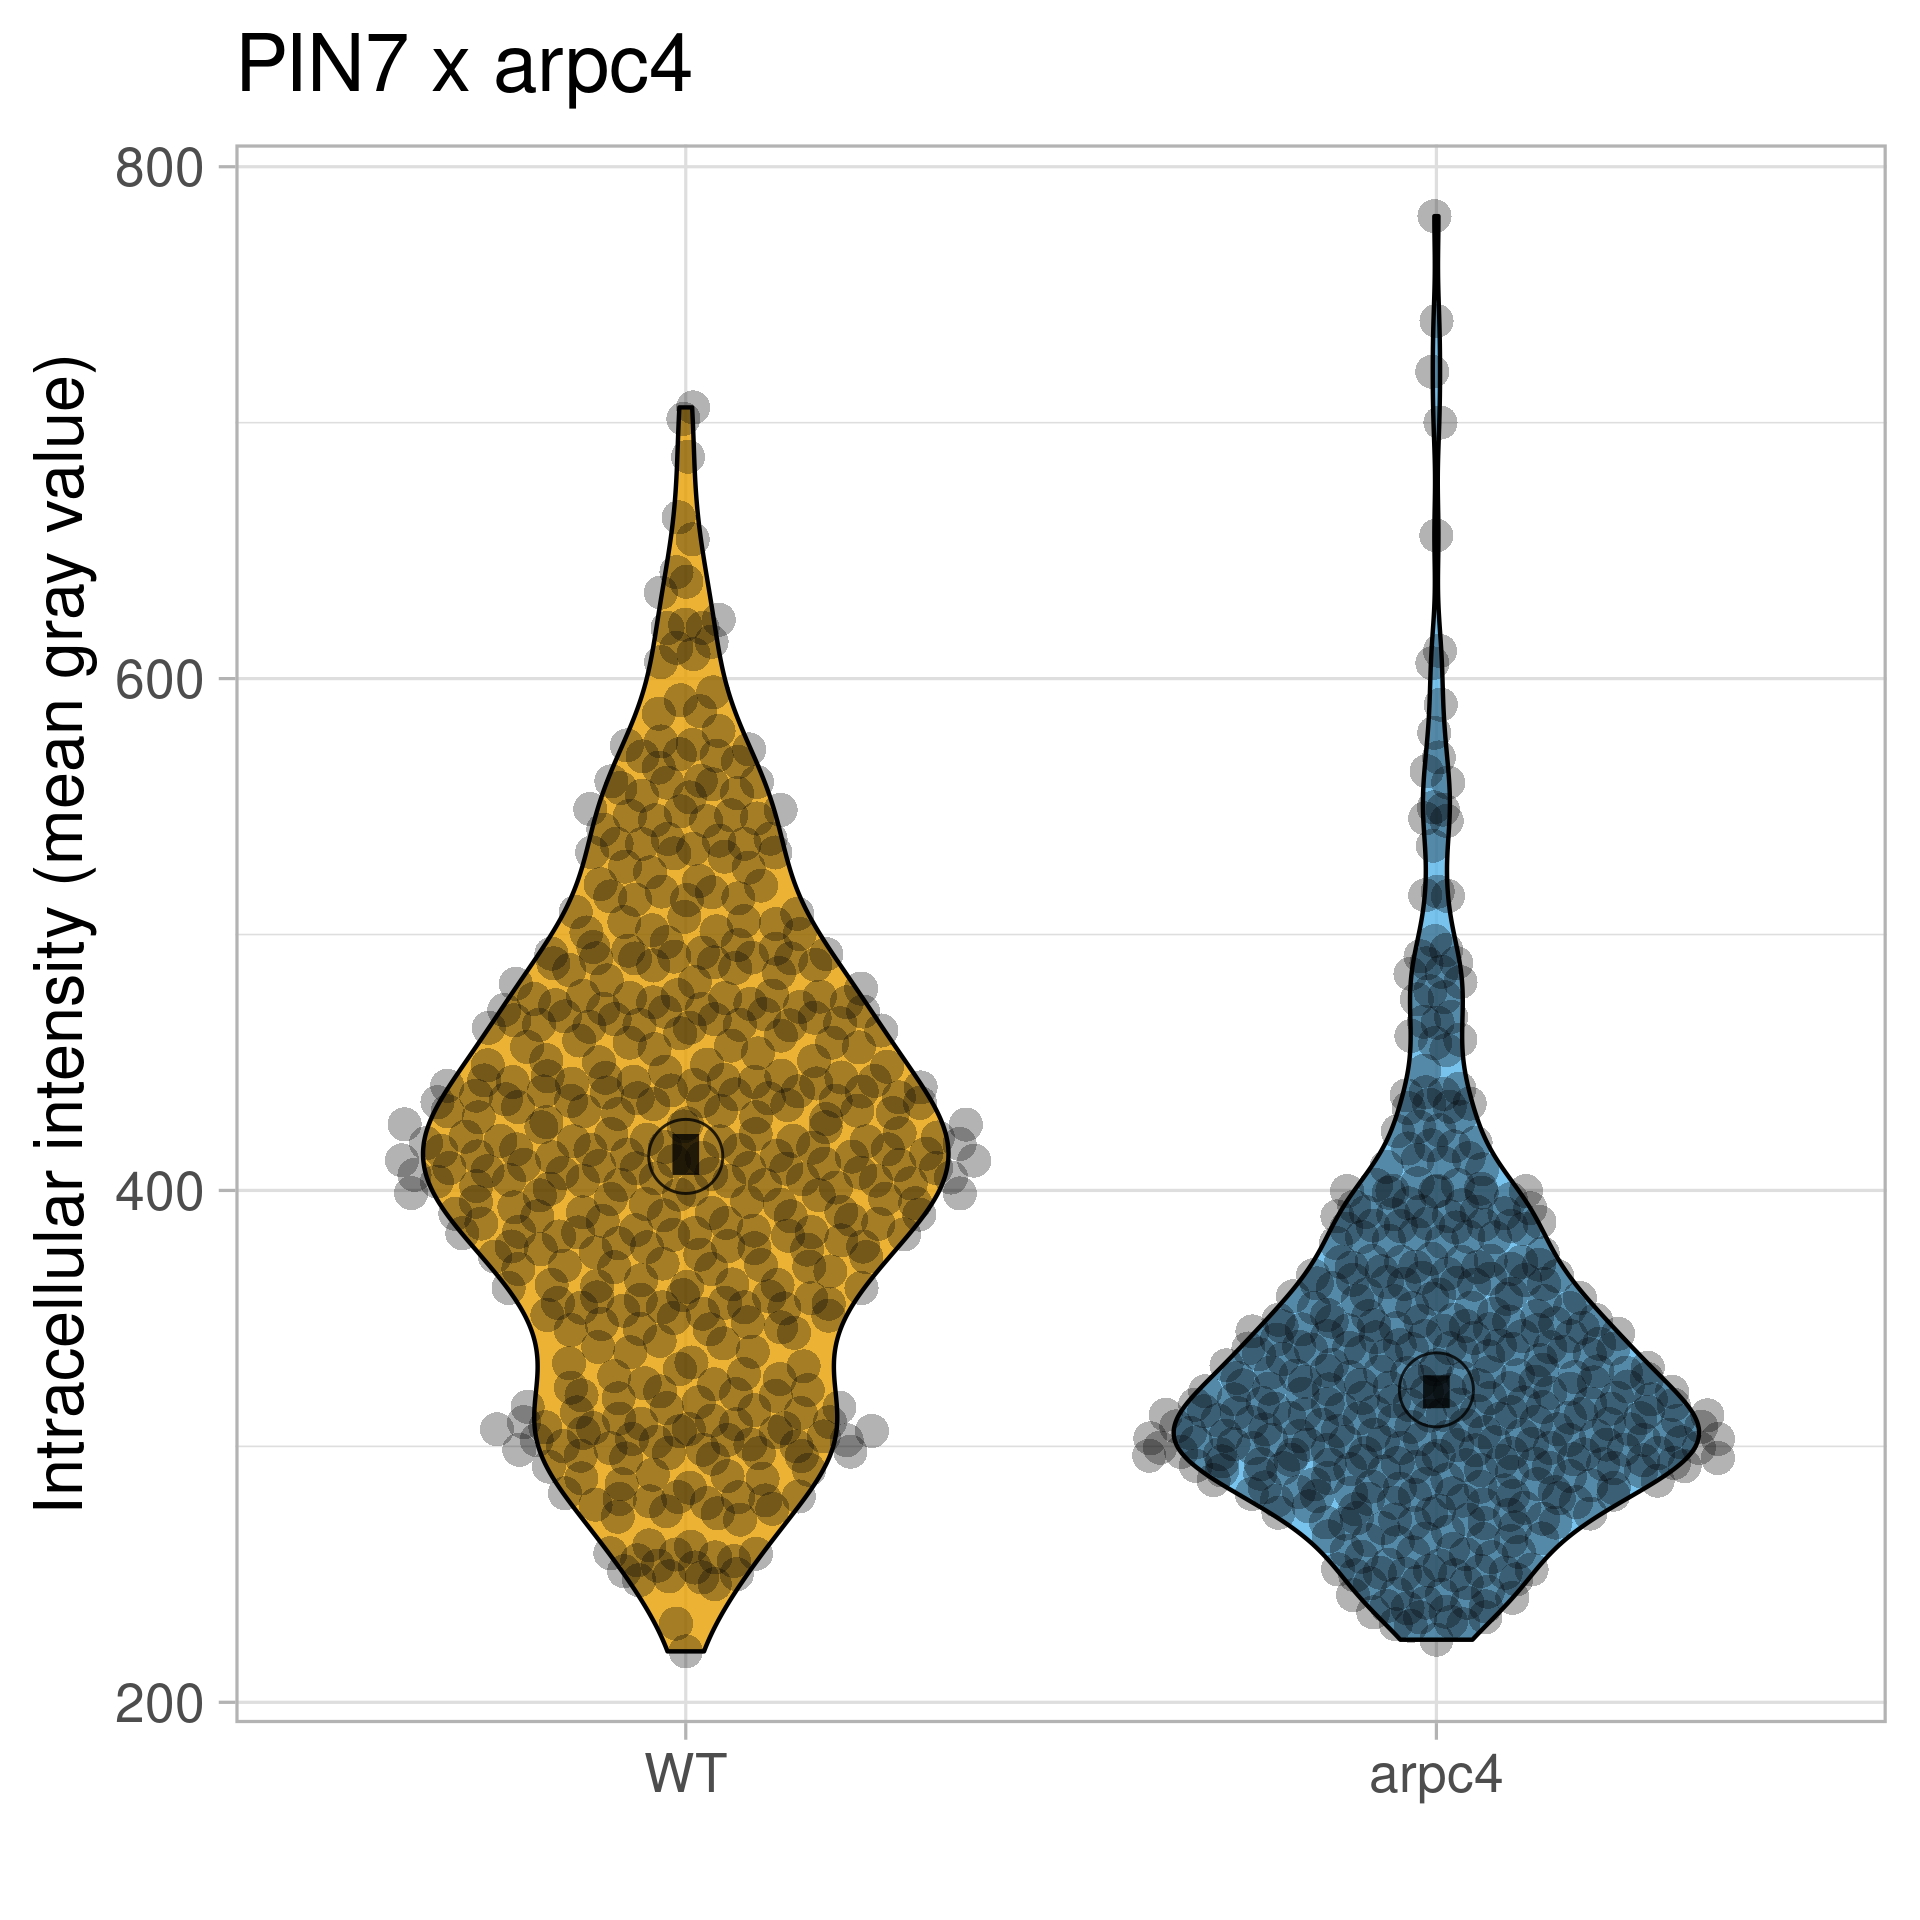 PIN7 x arpc4
Intracellular intensity (mean gray value)
800
600
400
200
WT
arpc4